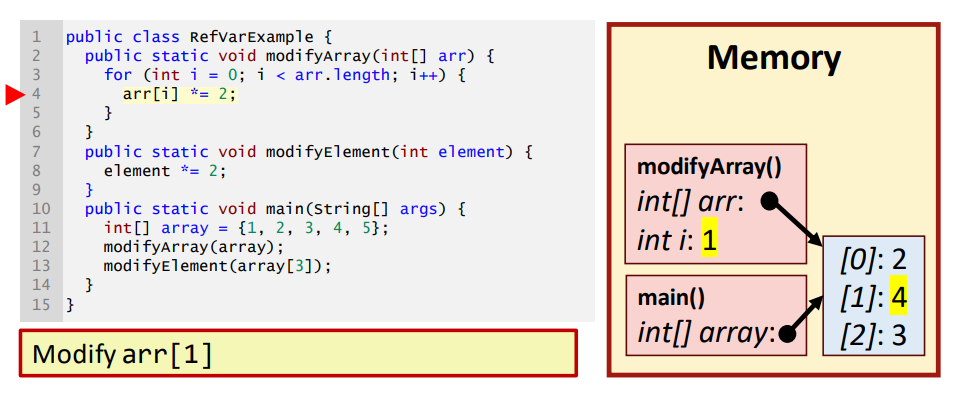 1 public class RefVarExample {
2 public static void modifyArray(int[] arr) {
3 for (int i = 0; i < arr.length; i++) {
4 arr[i] *= 2;
5 }
6 }
7 public static void modifyElement(int element) {
8 element *= 2;
9 }
10 public static void main(String[] args) {
11 int[] array = {1, 2, 3, 4, 5};
12 modifyArray(array);
13 modifyElement(array[3]);
14 }
15 }
Modify arr[1]
Memory
modifyArray()
int[] arr:
int i: 1
main()
int[] array:
[0]: 2
[1]: 4
[2]: 3